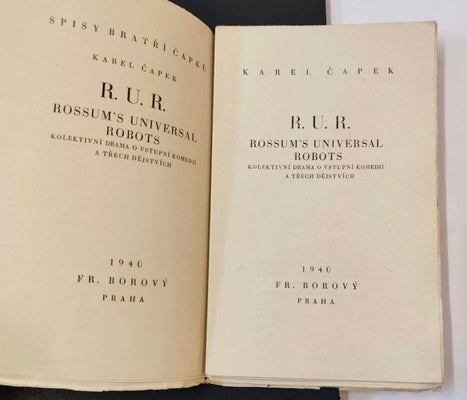 SPISY BRATŘÍ ČAPKŮ
KAREL ČAPEK
R. U. R.
ROSSUM'S UNIVERSAL
ROBOTS
KOLEKTIVNÍ DRAMA O VSTUPNÍ KOMEDII
A TŘECH DĚJSTVÍCH
1940
FR. BOROVÝ
PRAHA
KAREL ČAPEK
R. U. R.
ROSSUM'S UNIVERSAL
ROBOTS
KOLEKTIVNÍ DRAMA O VSTUPNÍ KOMEDII
A TŘECH DĚJSTVÍCH
1940
FR. BOROVÝ
PRAHA